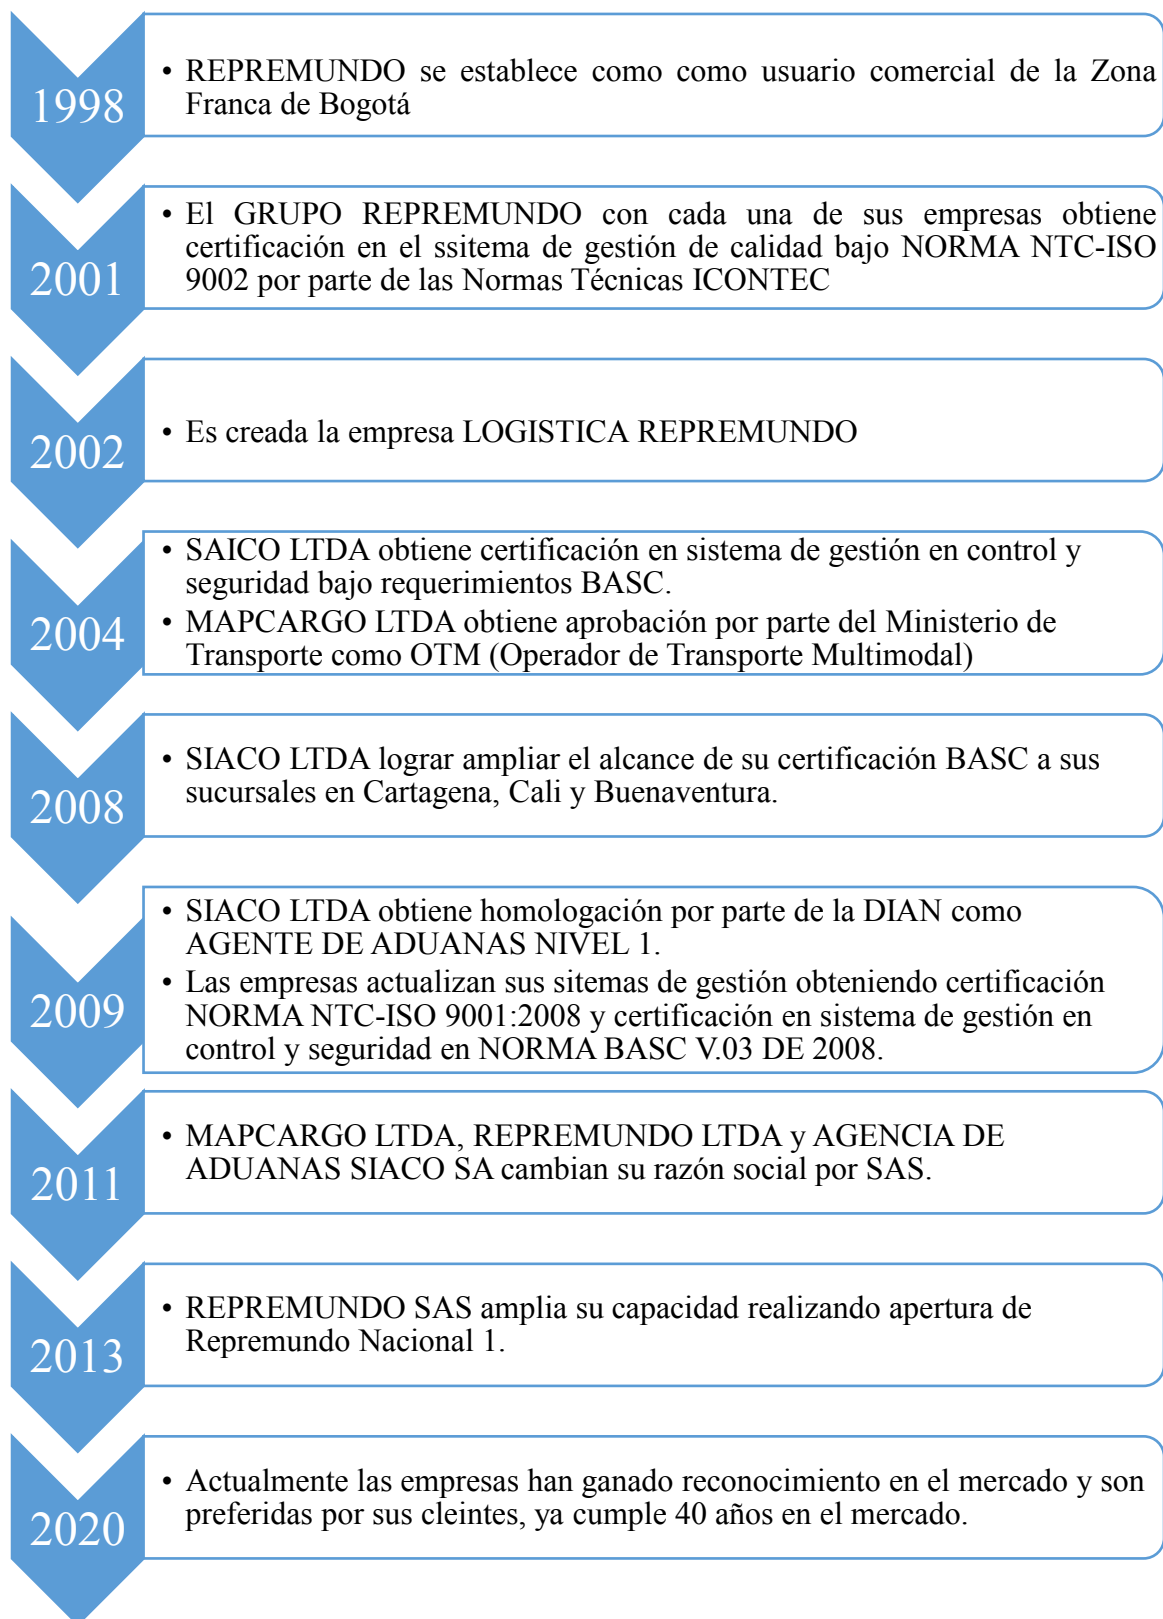 1998
• REPREMUNDO se establece como como usuario comercial de la Zona
Franca de Bogotá
2001
• El GRUPO REPREMUNDO con cada una de sus empresas obtiene
certificación en el ssitema de gestión de calidad bajo NORMA NTC-ISO
9002 por parte de las Normas Técnicas ICONTEC
2002
• Es creada la empresa LOGISTICA REPREMUNDO
2004
• SAICO LTDA obtiene certificación en sistema de gestión en control y
seguridad bajo requerimientos BASC.
• MAPCARGO LTDA obtiene aprobación por parte del Ministerio de
Transporte como OTM (Operador de Transporte Multimodal)
2008
• SIACO LTDA lograr ampliar el alcance de su certificación BASC a sus
sucursales en Cartagena, Cali y Buenaventura.
2009
• SIACO LTDA obtiene homologación por parte de la DIAN como
AGENTE DE ADUANAS NIVEL 1.
• Las empresas actualizan sus sitemas de gestión obteniendo certificación
NORMA NTC-ISO 9001:2008 y certificación en sistema de gestión en
control y seguridad en NORMA BASC V.03 DE 2008.
2011
• MAPCARGO LTDA, REPREMUNDO LTDA y AGENCIA DE
ADUANAS SIACO SA cambian su razón social por SAS.
2013
• REPREMUNDO SAS amplia su capacidad realizando apertura de
Repremundo Nacional 1.
2020
• Actualmente las empresas han ganado reconocimiento en el mercado y son
preferidas por sus cleintes, ya cumple 40 años en el mercado.